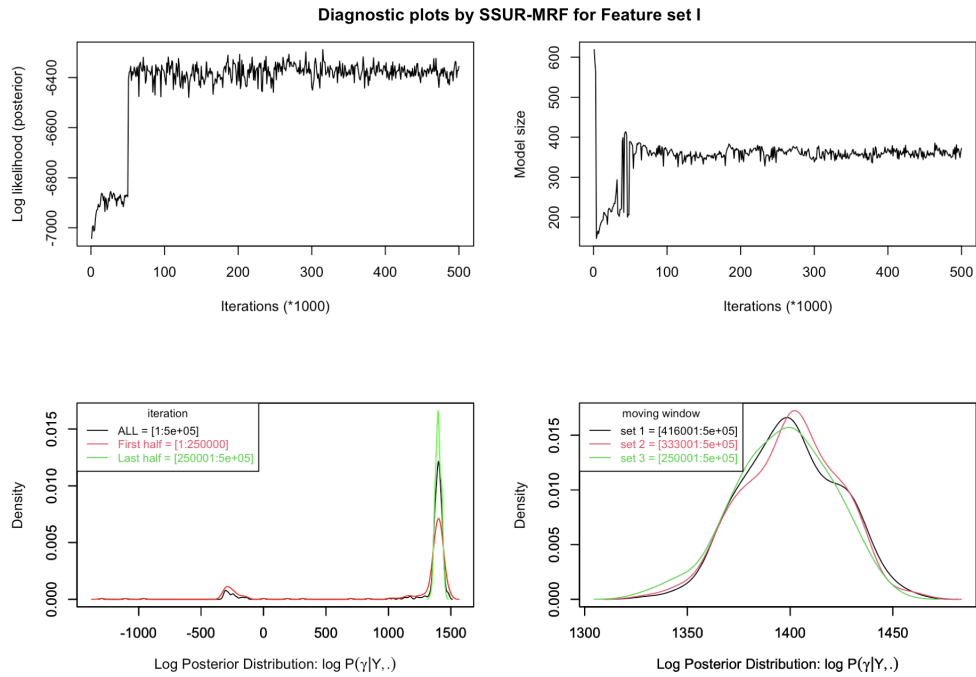 Diagnostic plots by SSUR-MRF for Feature set I
Log likelihood (posterior)
-7000 -6800 -6600 -6400
0 100 200 300 400 500
Iterations (*1000)
Model size
200 300 400 500 600
0 100 200 300 400 500
Iterations (*1000)
Density
0.000 0.005 0.010 0.015
iteration
ALL = [1:5e+05]
First half = [1:250000]
Last half = [250001:5e+05]
-1000 -500 0 500 1000 1500
Log Posterior Distribution: log P(γ|Y,.)
Density
0.000 0.005 0.010 0.015
moving window
set 1 = [416001:5e+05]
set 2 = [333001:5e+05]
set 3 = [250001:5e+05]
1300 1350 1400 1450
Log Posterior Distribution: log P(γ|Y,.)